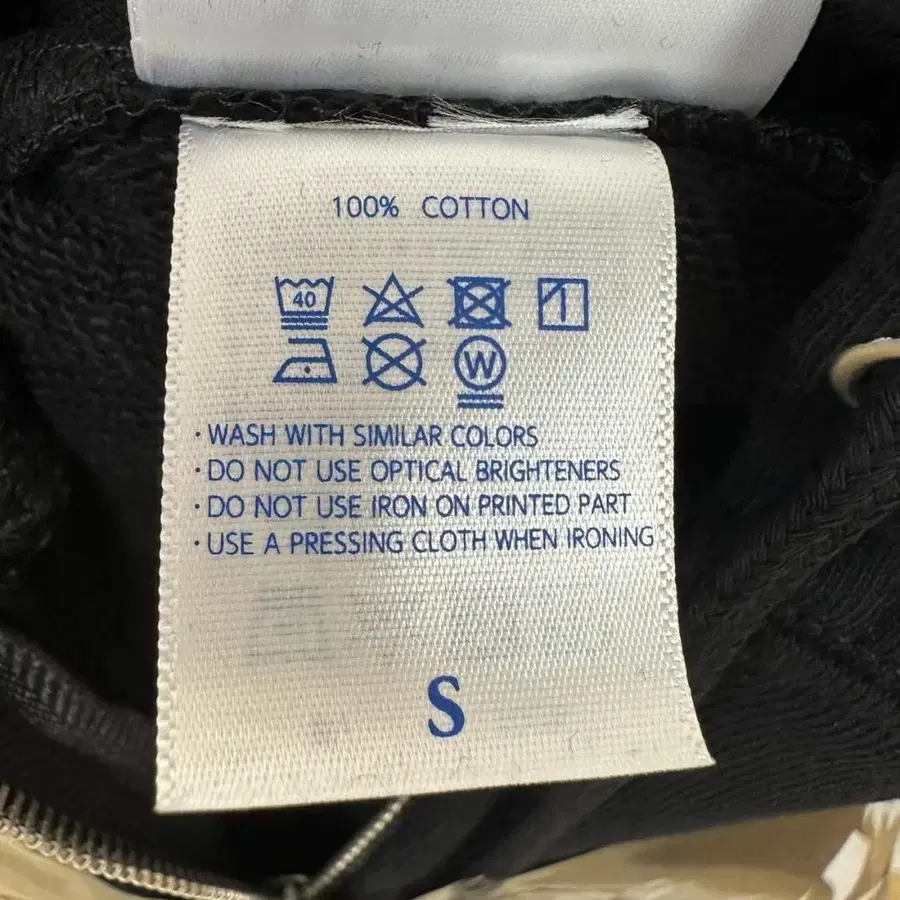 100% COTTON
40
W
· WASH WITH SIMILAR COLORS
· DO NOT USE OPTICAL BRIGHTENERS
· DO NOT USE IRON ON PRINTED PART
· USE A PRESSING CLOTH WHEN IRONING
S